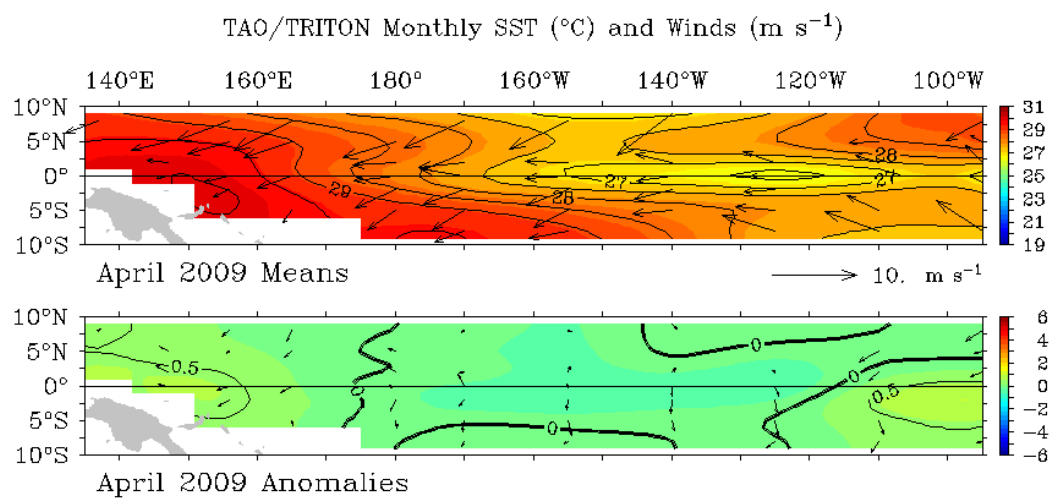 TAO/TRITON Monthly SST (°C) and Winds (m s⁻¹)
140°E 160°E 180° 160°W 140°W 120°W 100°W
10°N
5°N
0°
5°S
10°S
29
28
27
28
27
31
29
27
25
23
21
19
April 2009 Means
10. m s⁻¹
10°N
5°N
0°
5°S
10°S
0.5
0
0
0
0
0.5
6
4
2
0
-2
-4
-6
April 2009 Anomalies